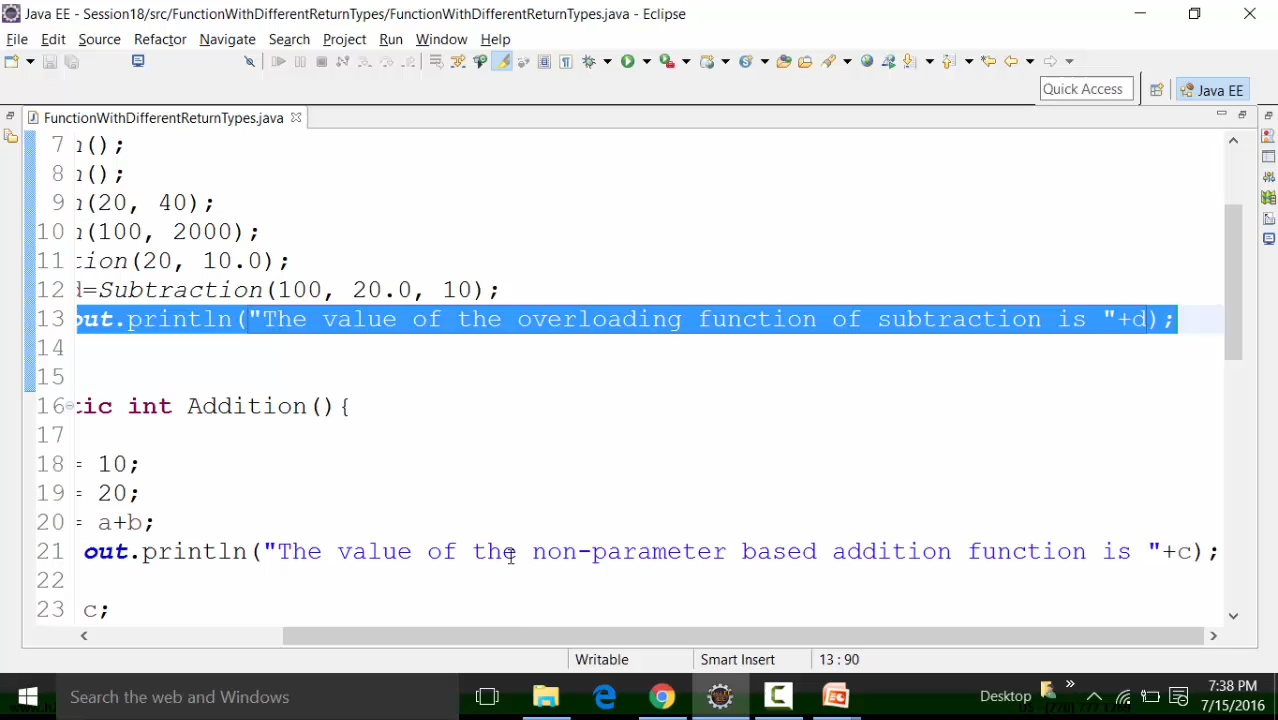 Java EE - Session18/src/FunctionWithDifferentReturnTypes/FunctionWithDifferentReturnTypes.java - Eclipse
File Edit Source Refactor Navigate Search Project Run Window Help
Quick Access
Java EE
FunctionWithDifferentReturnTypes.java
7 n();
8 n();
9 n(20, 40);
10 n(100, 2000);
11 tion(20, 10.0);
12 d=Subtraction(100, 20.0, 10);
13 out.println("The value of the overloading function of subtraction is "+d);
14
15
16 tic int Addition(){
17
18 = 10;
19 = 20;
20 = a+b;
21 out.println("The value of the non-parameter based addition function is "+c);
22
23 c;
Writable Smart Insert 13 : 90
Search the web and Windows
Desktop
7:38 PM
7/15/2016